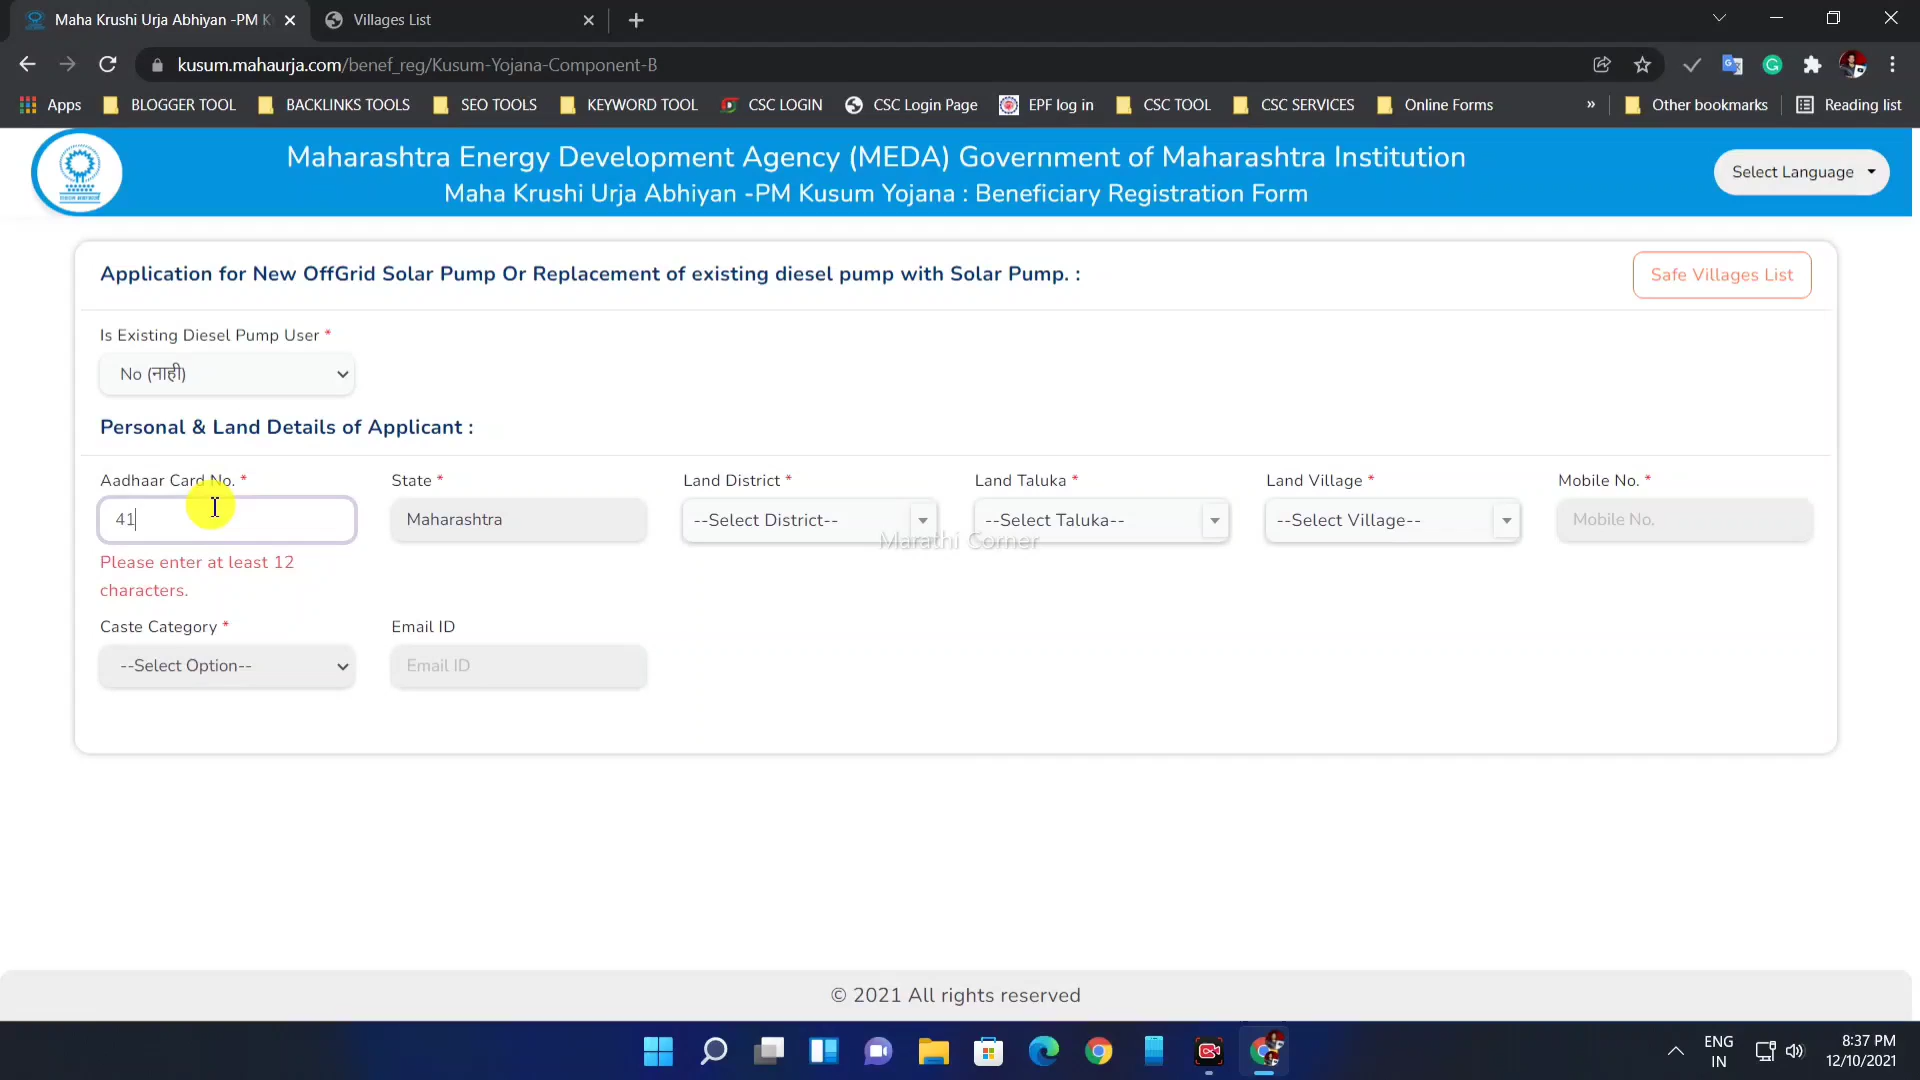 Maha Krushi Urja Abhiyan -PM K
Villages List
kusum.mahaurja.com/benef_reg/Kusum-Yojana-Component-B
Apps
BLOGGER TOOL
BACKLINKS TOOLS
SEO TOOLS
KEYWORD TOOL
CSC LOGIN
CSC Login Page
EPF log in
CSC TOOL
CSC SERVICES
Online Forms
»
Other bookmarks
Reading list
Maharashtra Energy Development Agency (MEDA) Government of Maharashtra Institution
Maha Krushi Urja Abhiyan -PM Kusum Yojana : Beneficiary Registration Form
Select Language
Application for New OffGrid Solar Pump Or Replacement of existing diesel pump with Solar Pump. :
Safe Villages List
Is Existing Diesel Pump User *
No (नाही)
Personal & Land Details of Applicant :
Aadhaar Card No. *
State *
Land District *
Land Taluka *
Land Village *
Mobile No. *
41
Maharashtra
--Select District--
--Select Taluka--
--Select Village--
Mobile No.
Marathi Corner
Please enter at least 12
characters.
Caste Category *
Email ID
--Select Option--
Email ID
© 2021 All rights reserved
ENG
IN
8:37 PM
12/10/2021